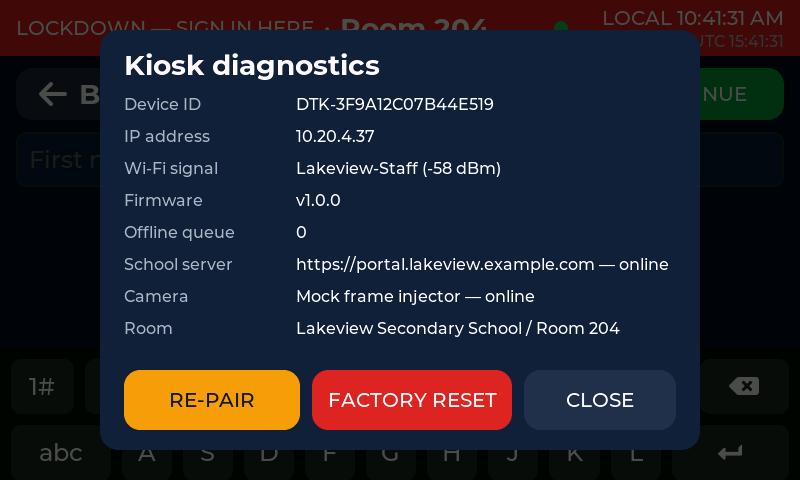 LOCKDOWN — SIGN IN HERE · Room 204
LOCAL 10:41:31 AM
UTC 15:41:31
Kiosk diagnostics
Device ID DTK-3F9A12C07B44E519
IP address 10.20.4.37
Wi-Fi signal Lakeview-Staff (-58 dBm)
Firmware v1.0.0
Offline queue 0
School server https://portal.lakeview.example.com — online
Camera Mock frame injector — online
Room Lakeview Secondary School / Room 204
RE-PAIR FACTORY RESET CLOSE
B
NUE
First n
1#
abc A S D F G H J K L